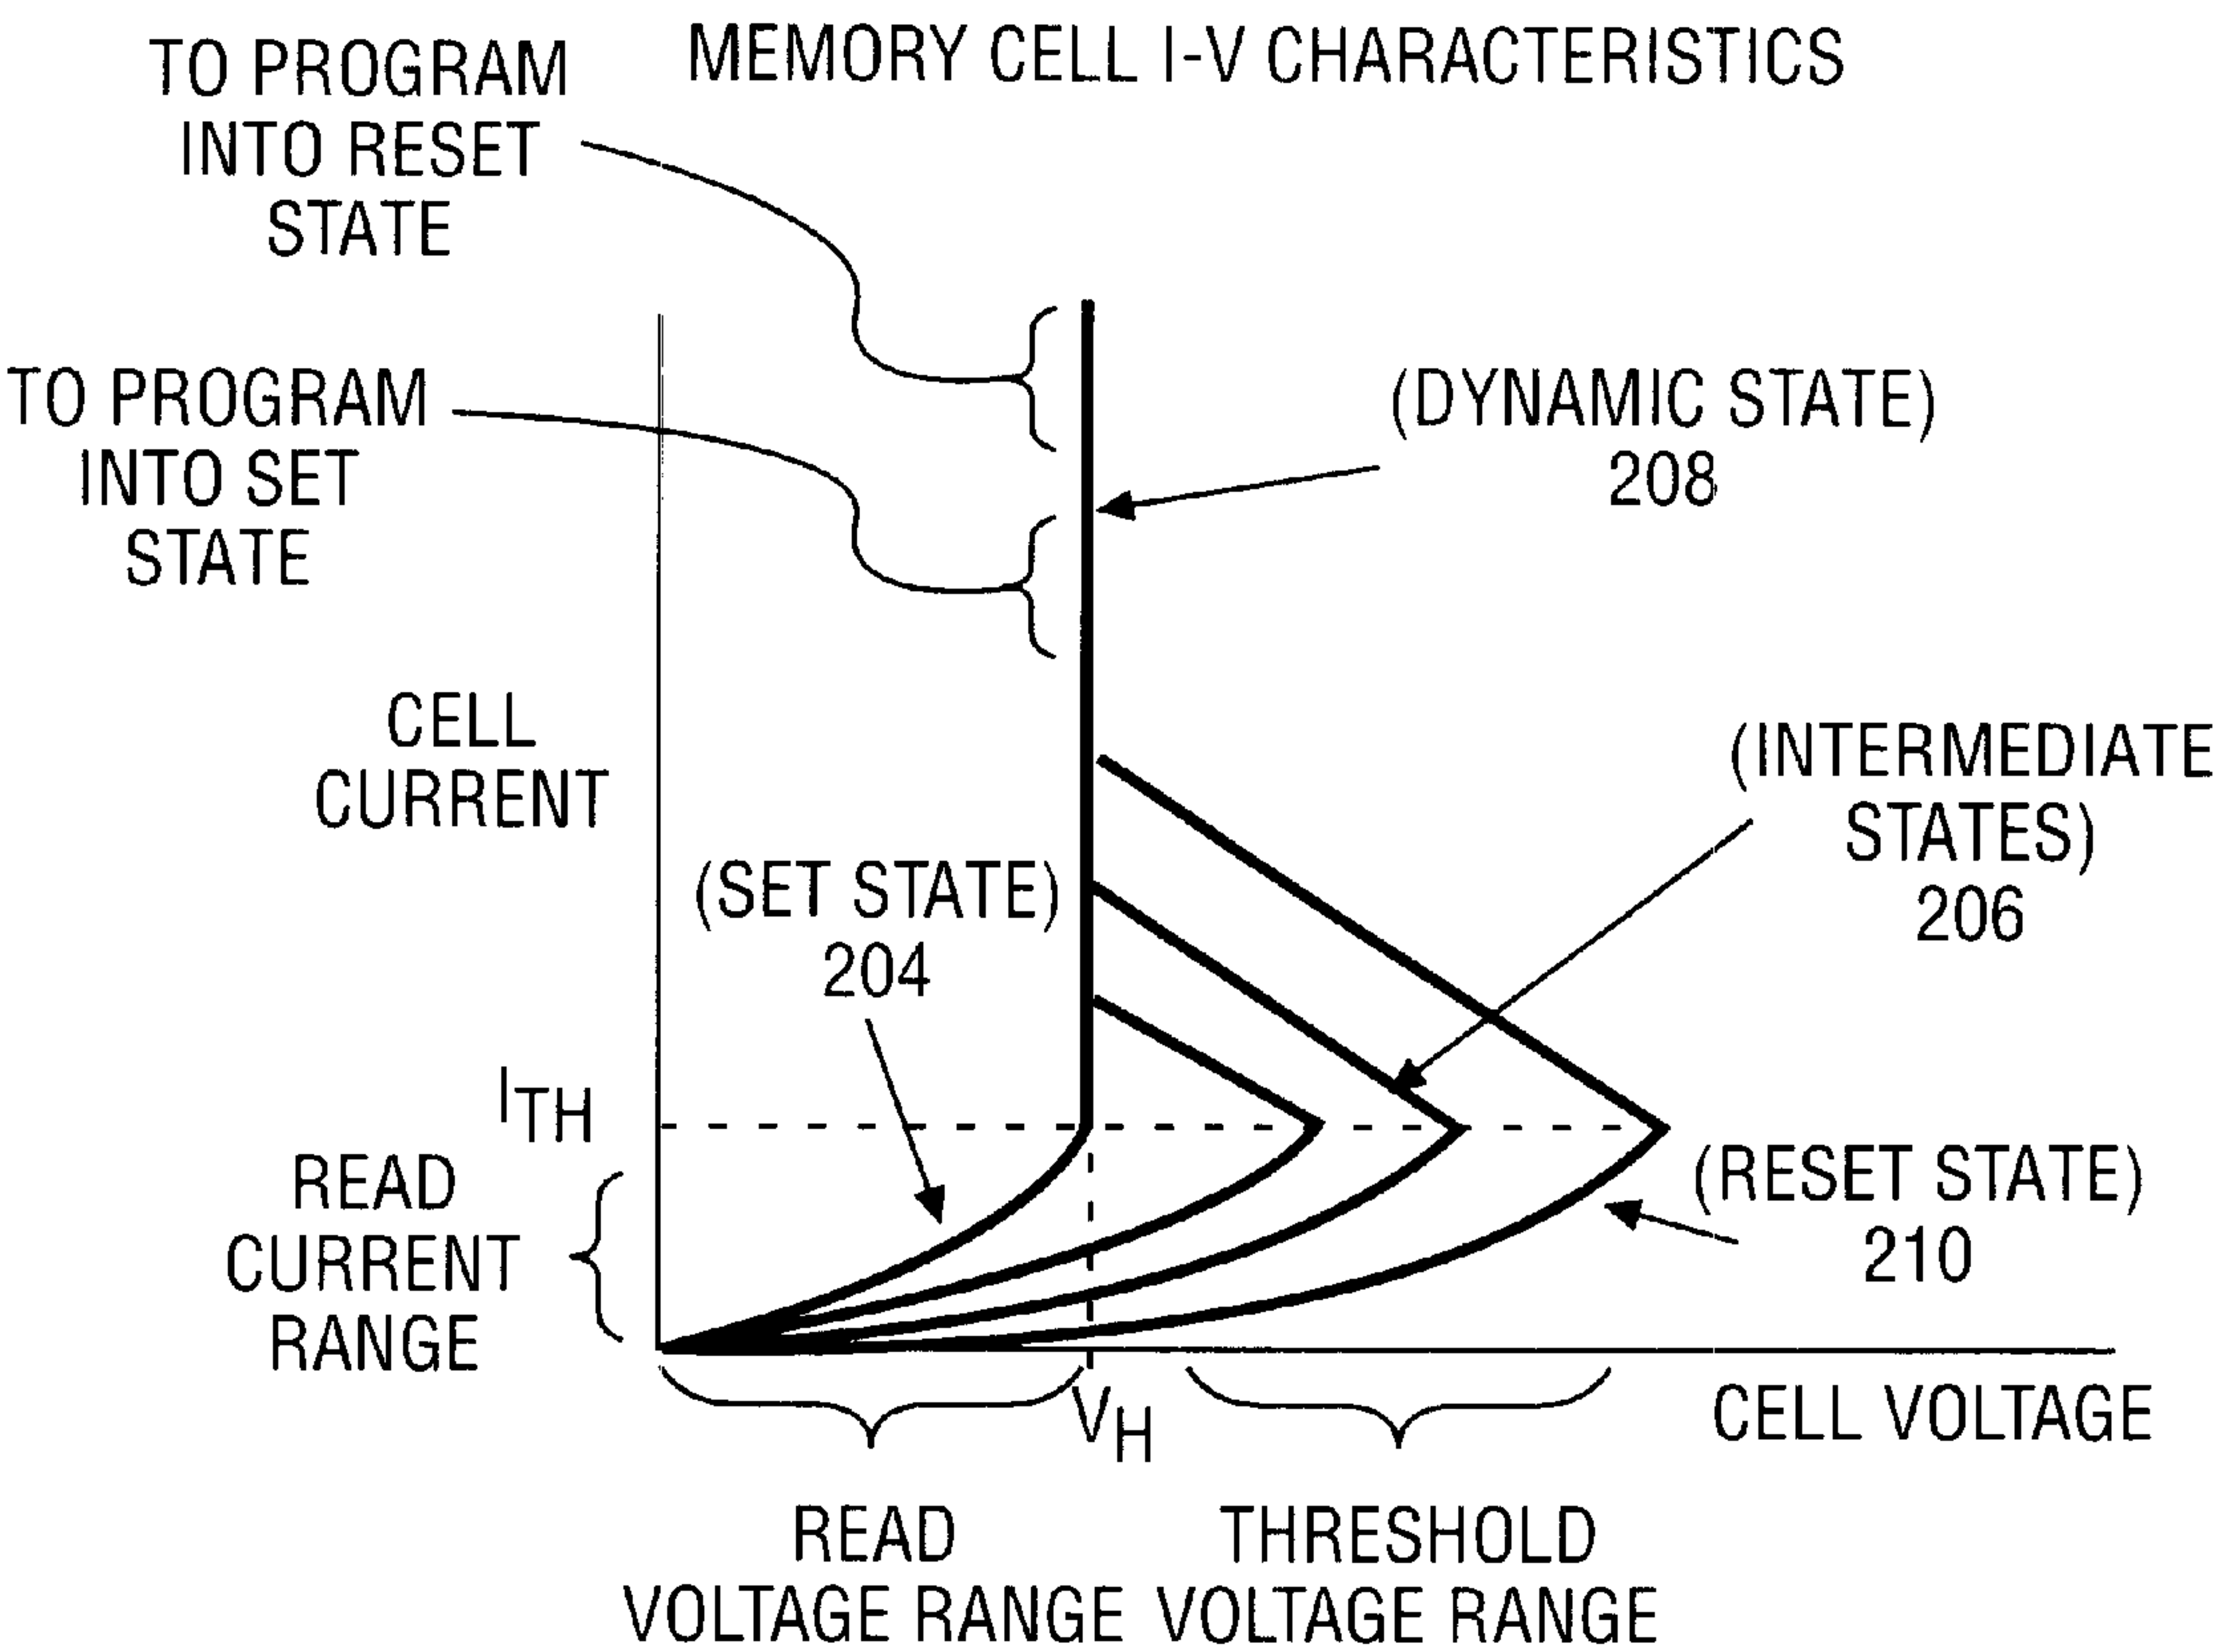 MEMORY CELL I-V CHARACTERISTICS
TO PROGRAM
INTO RESET
STATE
TO PROGRAM
INTO SET
STATE
(DYNAMIC STATE)
208
CELL
CURRENT
(INTERMEDIATE
STATES)
206
(SET STATE)
204
ITH
READ
CURRENT
RANGE
(RESET STATE)
210
VH
CELL VOLTAGE
READ
VOLTAGE RANGE
THRESHOLD
VOLTAGE RANGE